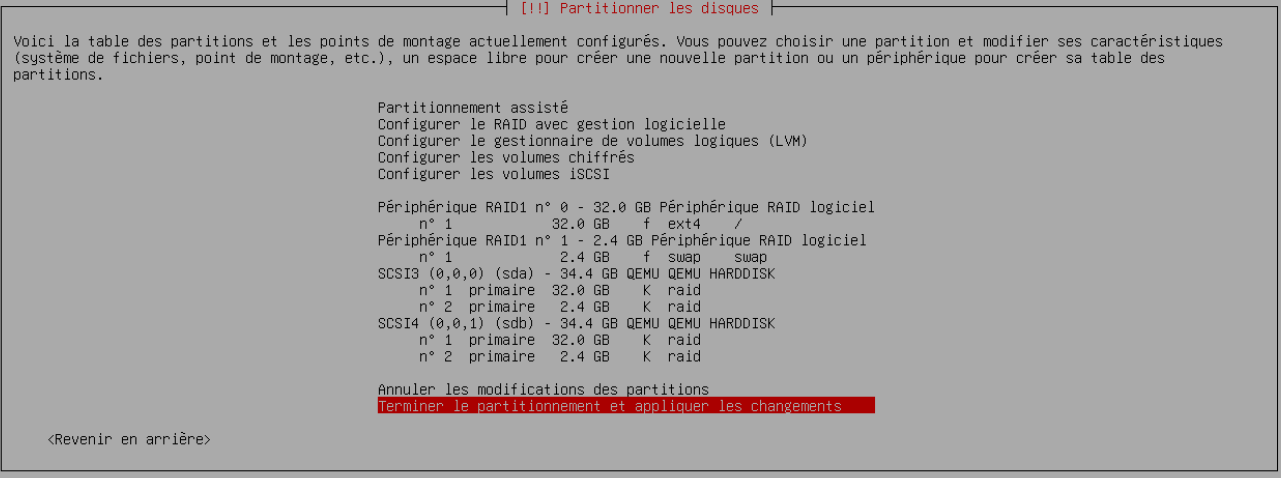 [!!] Partitionner les disques
Voici la table des partitions et les points de montage actuellement configurés. Vous pouvez choisir une partition et modifier ses caractéristiques
(système de fichiers, point de montage, etc.), un espace libre pour créer une nouvelle partition ou un périphérique pour créer sa table des
partitions.
Partitionnement assisté
Configurer le RAID avec gestion logicielle
Configurer le gestionnaire de volumes logiques (LVM)
Configurer les volumes chiffrés
Configurer les volumes iSCSI
Périphérique RAID1 n° 0 - 32.0 GB Périphérique RAID logiciel
n° 1 32.0 GB f ext4 /
Périphérique RAID1 n° 1 - 2.4 GB Périphérique RAID logiciel
n° 1 2.4 GB f swap swap
SCSI3 (0,0,0) (sda) - 34.4 GB QEMU QEMU HARDDISK
n° 1 primaire 32.0 GB K raid
n° 2 primaire 2.4 GB K raid
SCSI4 (0,0,1) (sdb) - 34.4 GB QEMU QEMU HARDDISK
n° 1 primaire 32.0 GB K raid
n° 2 primaire 2.4 GB K raid
Annuler les modifications des partitions
Terminer le partitionnement et appliquer les changements
<Revenir en arrière>